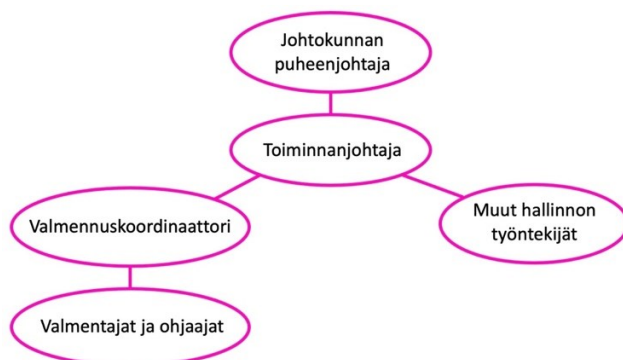 Johtokunnan
puheenjohtaja
Toiminnanjohtaja
Valmennuskoordinaattori
Muut hallinnon
työntekijät
Valmentajat ja ohjaajat